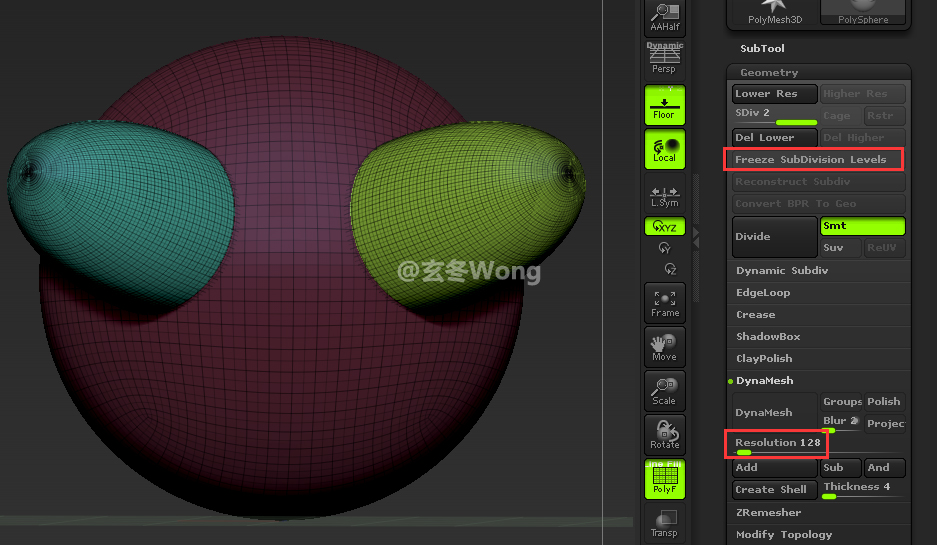 AAHalf
Dynamic
Persp
Floor
Local
L.Sym
XYZ
Y
Z
Frame
Move
Scale
Rotate
Line Fill
PolyF
Transp
PolyMesh3D
PolySphere
SubTool
Geometry
Lower Res
Higher Res
SDiv 2
Cage
Rstr
Del Lower
Del Higher
Freeze SubDivision Levels
Reconstruct Subdiv
Convert BPR To Geo
Divide
Smt
Suv
ReUV
Dynamic Subdiv
EdgeLoop
Crease
ShadowBox
ClayPolish
DynaMesh
DynaMesh
Groups
Polish
Blur 2
Projec
Resolution 128
Add
Sub
And
Create Shell
Thickness 4
ZRemesher
Modify Topology
@玄冬Wong